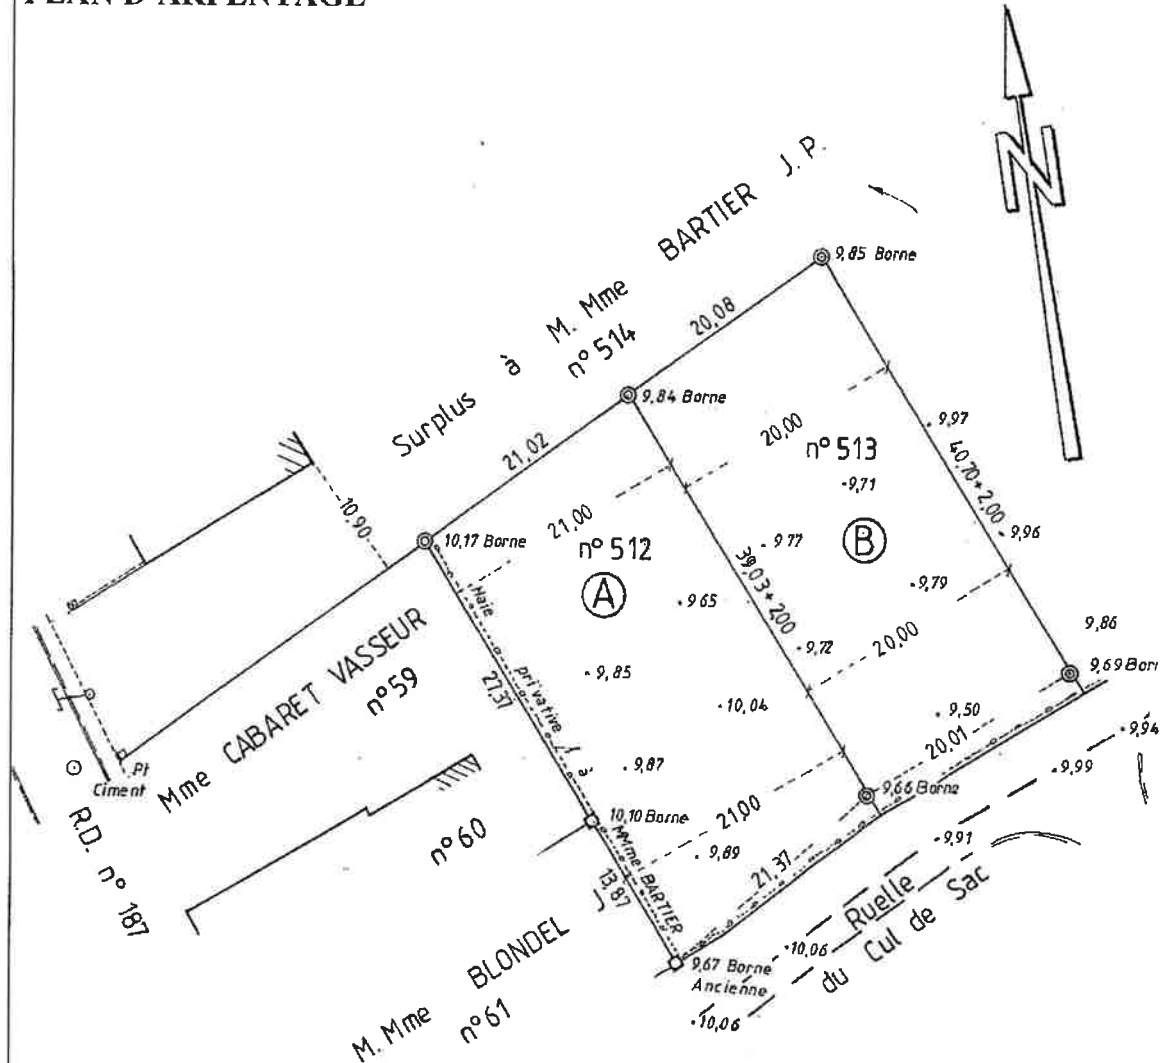 PLAN D'ARPENTAGE
N
Surplus à M. Mme BARTIER J. P.
n° 514
9,85 Borne
20,08
9,84 Borne
21,02
20,00
n° 513
9,97
40,70 + 2,00
9,71
10,90
10,17 Borne
21,00
n° 512
9,77
B
9,96
A
39,03 + 2,00
9,79
9,65
Haie privative à M Mme BARTIER
9,72
20,00
9,86
9,69 Bor
Mme CABARET VASSEUR
n° 59
27,37
9,85
10,04
9,50
20,01
9,94
9,99
Pt
Ciment
9,87
9,66 Borne
R.D. n° 187
n° 60
10,10 Borne
21,00
9,89
9,91
13,87
21,37
Ruelle
du Cul de Sac
10,06
M. Mme BLONDEL J
n° 61
9,67 Borne
Ancienne
10,06